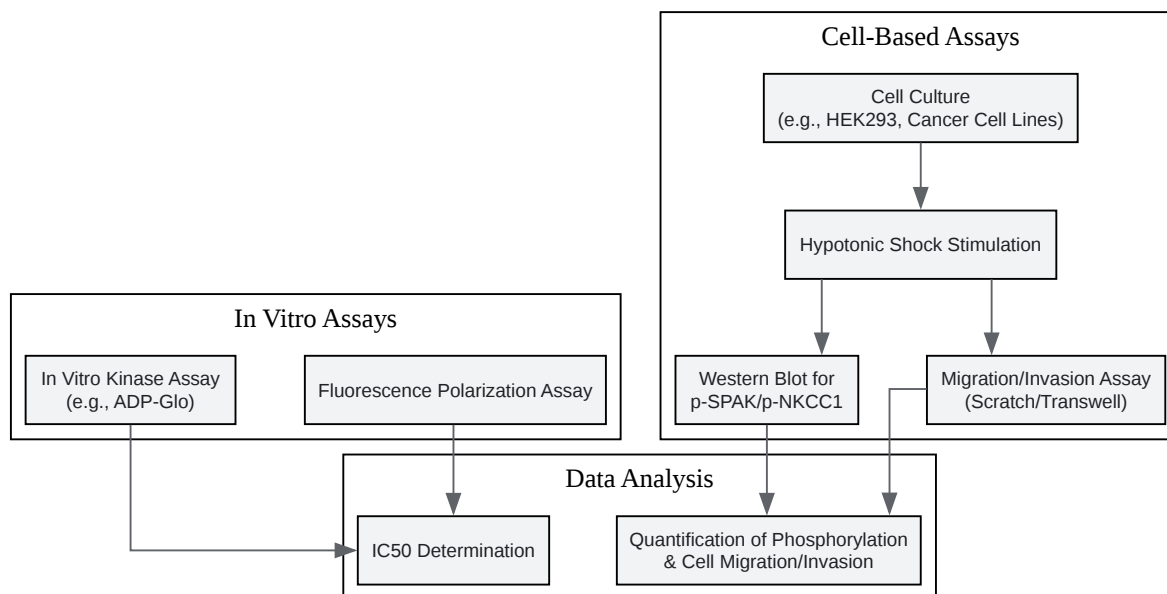 Cell-Based Assays
Cell Culture
(e.g., HEK293, Cancer Cell Lines)
Hypotonic Shock Stimulation
In Vitro Assays
In Vitro Kinase Assay
(e.g., ADP-Glo)
Fluorescence Polarization Assay
Western Blot for
p-SPAK/p-NKCC1
Migration/Invasion Assay
(Scratch/Transwell)
Data Analysis
IC50 Determination
Quantification of Phosphorylation
& Cell Migration/Invasion